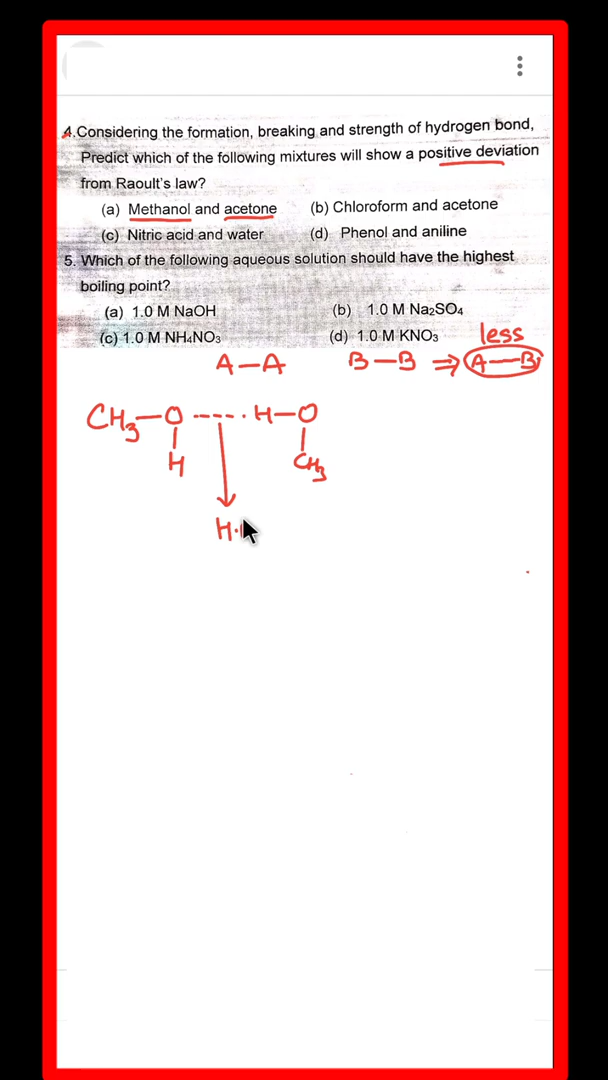 4.Considering the formation, breaking and strength of hydrogen bond,
Predict which of the following mixtures will show a positive deviation
from Raoult's law?
(a) Methanol and acetone (b) Chloroform and acetone
(c) Nitric acid and water (d) Phenol and aniline
5. Which of the following aqueous solution should have the highest
boiling point?
(a) 1.0 M NaOH (b) 1.0 M Na₂SO₄
(c) 1.0 M NH₄NO₃ (d) 1.0 M KNO₃
less
A—A B—B ⇒ A—B
CH₃—O ----· H—O
H CH₃
H·